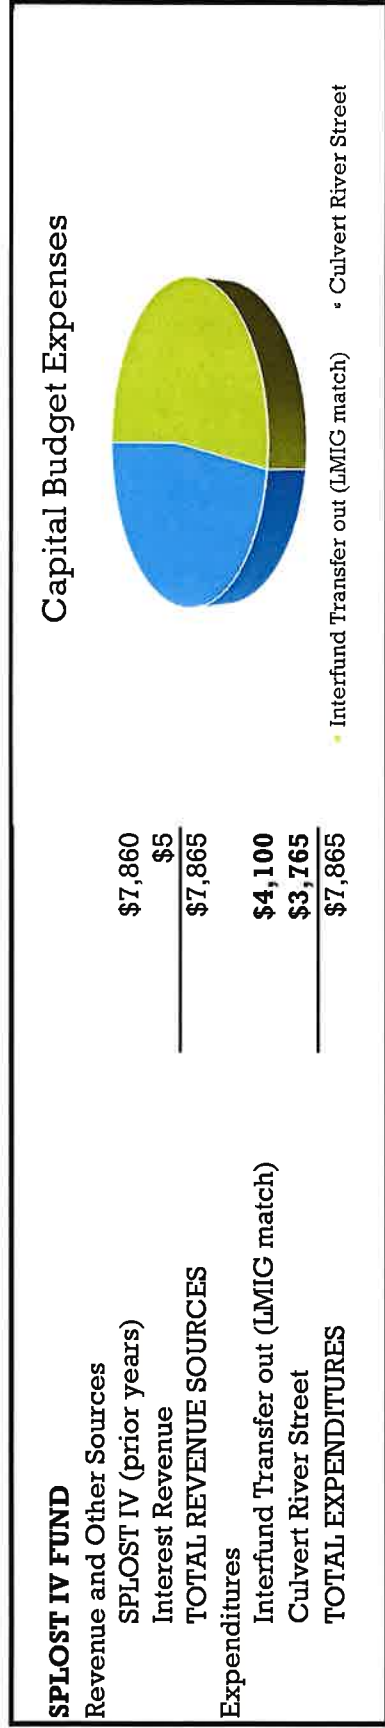 SPLOST IV FUND
Revenue and Other Sources
SPLOST IV (prior years) $7,860
Interest Revenue $5
TOTAL REVENUE SOURCES $7,865
Expenditures
Interfund Transfer out (LMIG match) $4,100
Culvert River Street $3,765
TOTAL EXPENDITURES $7,865
Capital Budget Expenses
Interfund Transfer out (LMIG match) Culvert River Street